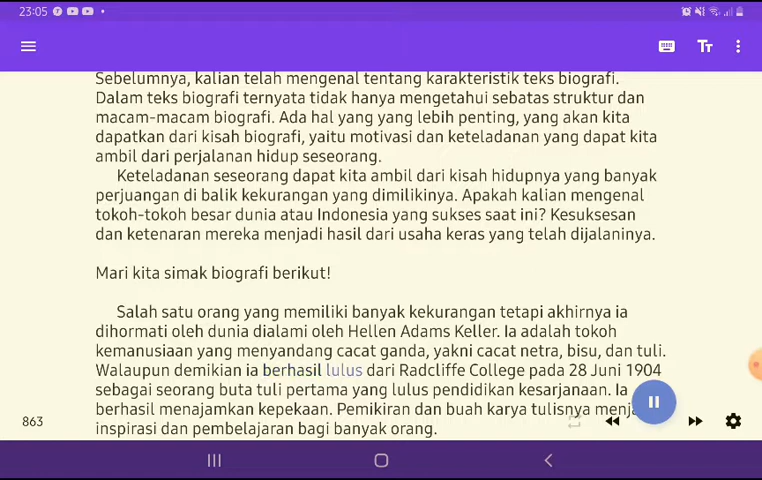 23:05
Sebelumnya, kalian telah mengenal tentang karakteristik teks biografi.
Dalam teks biografi ternyata tidak hanya mengetahui sebatas struktur dan
macam-macam biografi. Ada hal yang yang lebih penting, yang akan kita
dapatkan dari kisah biografi, yaitu motivasi dan keteladanan yang dapat kita
ambil dari perjalanan hidup seseorang.
Keteladanan seseorang dapat kita ambil dari kisah hidupnya yang banyak
perjuangan di balik kekurangan yang dimilikinya. Apakah kalian mengenal
tokoh-tokoh besar dunia atau Indonesia yang sukses saat ini? Kesuksesan
dan ketenaran mereka menjadi hasil dari usaha keras yang telah dijalaninya.
Mari kita simak biografi berikut!
Salah satu orang yang memiliki banyak kekurangan tetapi akhirnya ia
dihormati oleh dunia dialami oleh Hellen Adams Keller. Ia adalah tokoh
kemanusiaan yang menyandang cacat ganda, yakni cacat netra, bisu, dan tuli.
Walaupun demikian ia berhasil lulus dari Radcliffe College pada 28 Juni 1904
sebagai seorang buta tuli pertama yang lulus pendidikan kesarjanaan. Ia
berhasil menajamkan kepekaan. Pemikiran dan buah karya tulisnya
inspirasi dan pembelajaran bagi banyak orang.
863
Tт